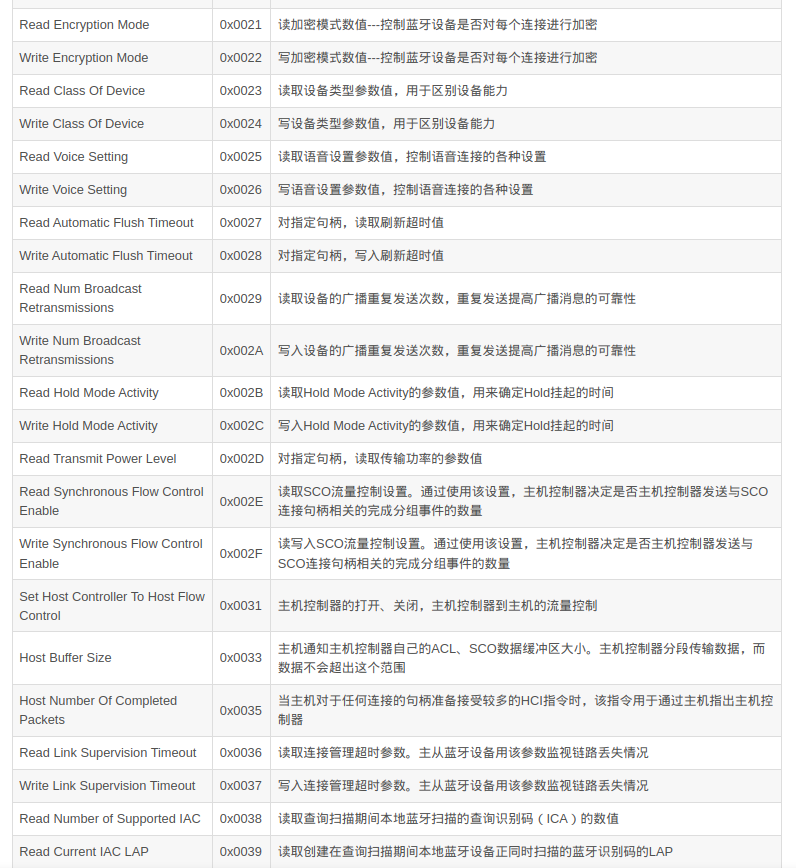 Read Encryption Mode 0x0021 读加密模式数值---控制蓝牙设备是否对每个连接进行加密
Write Encryption Mode 0x0022 写加密模式数值---控制蓝牙设备是否对每个连接进行加密
Read Class Of Device 0x0023 读取设备类型参数值，用于区别设备能力
Write Class Of Device 0x0024 写设备类型参数值，用于区别设备能力
Read Voice Setting 0x0025 读取语音设置参数值，控制语音连接的各种设置
Write Voice Setting 0x0026 写语音设置参数值，控制语音连接的各种设置
Read Automatic Flush Timeout 0x0027 对指定句柄，读取刷新超时值
Write Automatic Flush Timeout 0x0028 对指定句柄，写入刷新超时值
Read Num Broadcast
Retransmissions
0x0029 读取设备的广播重复发送次数，重复发送提高广播消息的可靠性
Write Num Broadcast
Retransmissions
0x002A 写入设备的广播重复发送次数，重复发送提高广播消息的可靠性
Read Hold Mode Activity 0x002B 读取Hold Mode Activity的参数值，用来确定Hold挂起的时间
Write Hold Mode Activity 0x002C 写入Hold Mode Activity的参数值，用来确定Hold挂起的时间
Read Transmit Power Level 0x002D 对指定句柄，读取传输功率的参数值
Read Synchronous Flow Control
Enable
0x002E
读取SCO流量控制设置。通过使用该设置，主机控制器决定是否主机控制器发送与SCO
连接句柄相关的完成分组事件的数量
Write Synchronous Flow Control
Enable
0x002F
读写入SCO流量控制设置。通过使用该设置，主机控制器决定是否主机控制器发送与
SCO连接句柄相关的完成分组事件的数量
Set Host Controller To Host Flow
Control
0x0031 主机控制器的打开、关闭，主机控制器到主机的流量控制
Host Buffer Size 0x0033
主机通知主机控制器自己的ACL、SCO数据缓冲区大小。主机控制器分段传输数据，而
数据不会超出这个范围
Host Number Of Completed
Packets
0x0035
当主机对于任何连接的句柄准备接受较多的HCI指令时，该指令用于通过主机指出主机控
制器
Read Link Supervision Timeout 0x0036 读取连接管理超时参数。主从蓝牙设备用该参数监视链路丢失情况
Write Link Supervision Timeout 0x0037 写入连接管理超时参数。主从蓝牙设备用该参数监视链路丢失情况
Read Number of Supported IAC 0x0038 读取查询扫描期间本地蓝牙扫描的查询识别码（ICA）的数值
Read Current IAC LAP 0x0039 读取创建在查询扫描期间本地蓝牙设备正同时扫描的蓝牙识别码的LAP